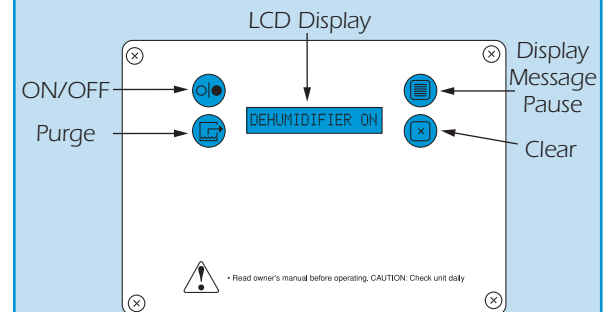 LCD Display
ON/OFF
Purge
DEHUMIDIFIER ON
Display
Message
Pause
Clear
• Read owner's manual before operating. CAUTION: Check unit daily